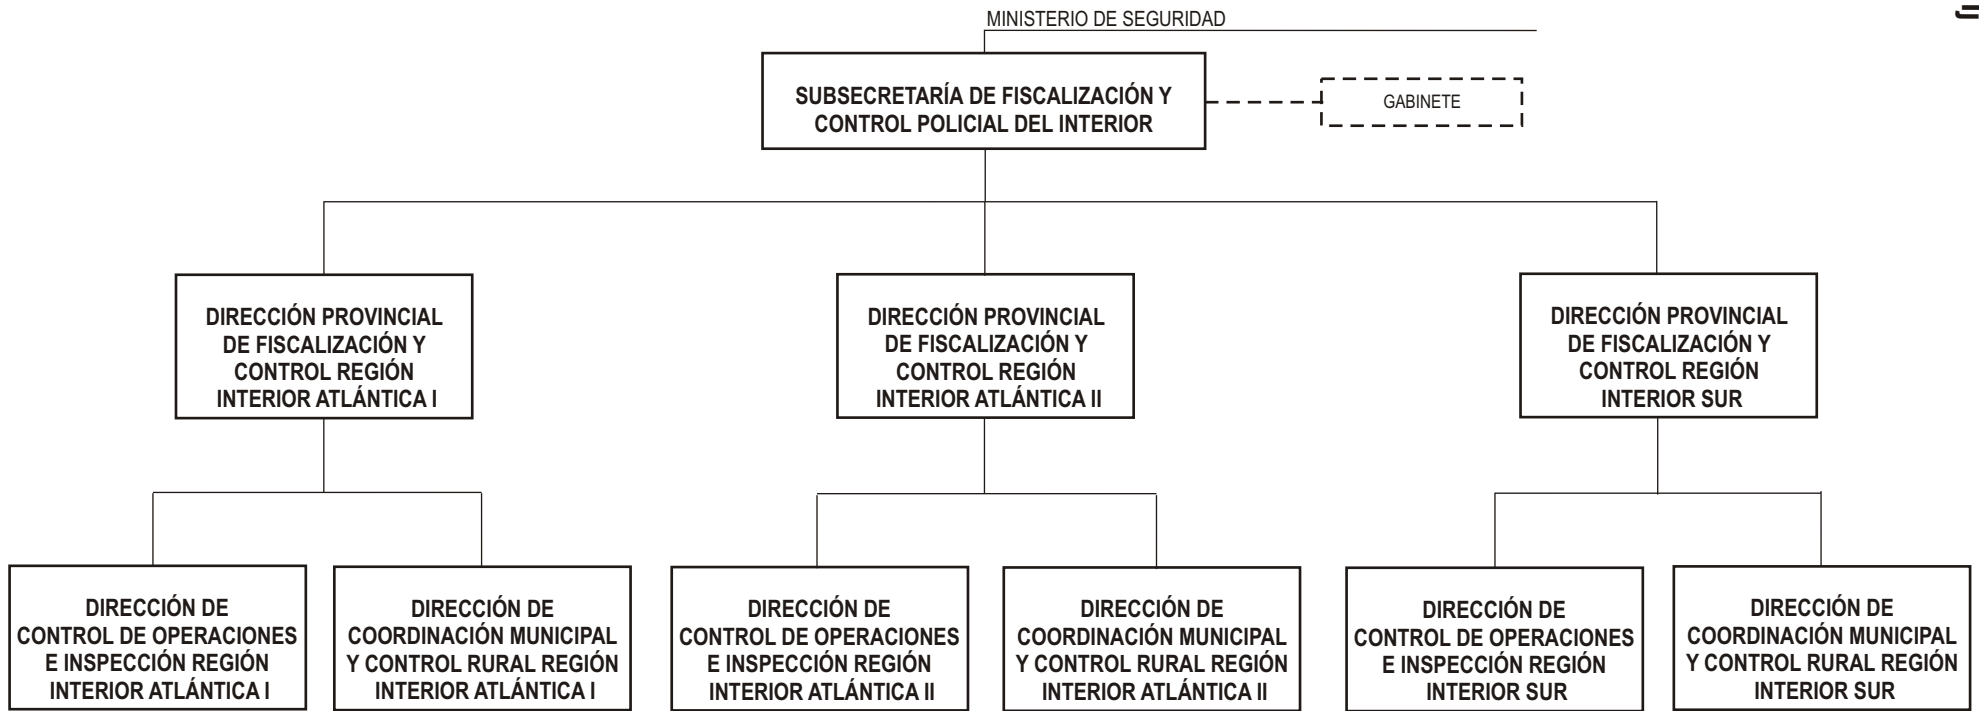 MINISTERIO DE SEGURIDAD
SUBSECRETARÍA DE FISCALIZACIÓN Y
CONTROL POLICIAL DEL INTERIOR
GABINETE
DIRECCIÓN PROVINCIAL
DE FISCALIZACIÓN Y
CONTROL REGIÓN
INTERIOR ATLÁNTICA I
DIRECCIÓN PROVINCIAL
DE FISCALIZACIÓN Y
CONTROL REGIÓN
INTERIOR ATLÁNTICA II
DIRECCIÓN PROVINCIAL
DE FISCALIZACIÓN Y
CONTROL REGIÓN
INTERIOR SUR
DIRECCIÓN DE
CONTROL DE OPERACIONES
E INSPECCIÓN REGIÓN
INTERIOR ATLÁNTICA I
DIRECCIÓN DE
COORDINACIÓN MUNICIPAL
Y CONTROL RURAL REGIÓN
INTERIOR ATLÁNTICA I
DIRECCIÓN DE
CONTROL DE OPERACIONES
E INSPECCIÓN REGIÓN
INTERIOR ATLÁNTICA II
DIRECCIÓN DE
COORDINACIÓN MUNICIPAL
Y CONTROL RURAL REGIÓN
INTERIOR ATLÁNTICA II
DIRECCIÓN DE
CONTROL DE OPERACIONES
E INSPECCIÓN REGIÓN
INTERIOR SUR
DIRECCIÓN DE
COORDINACIÓN MUNICIPAL
Y CONTROL RURAL REGIÓN
INTERIOR SUR